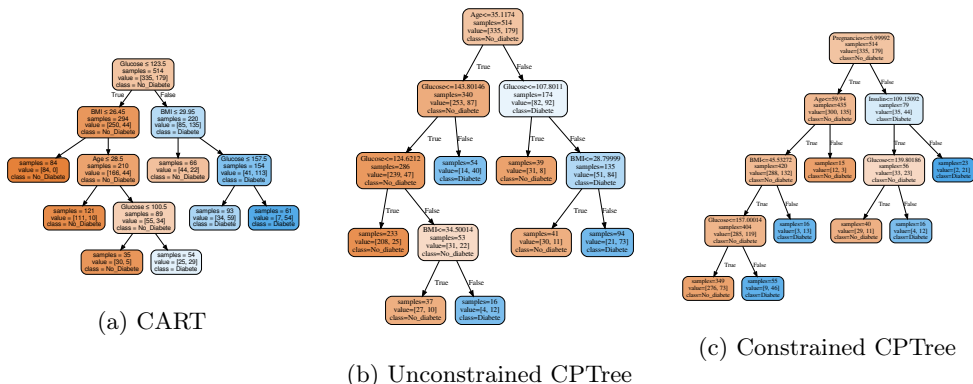 Glucose ≤ 123.5
samples = 514
value = [335, 179]
class = No_Diabete
True
False
BMI ≤ 26.45
samples = 294
value = [250, 44]
class = No_Diabete
BMI ≤ 29.95
samples = 220
value = [85, 135]
class = Diabete
samples = 84
value = [84, 0]
class = No_Diabete
Age ≤ 28.5
samples = 210
value = [166, 44]
class = No_Diabete
samples = 66
value = [44, 22]
class = No_Diabete
Glucose ≤ 157.5
samples = 154
value = [41, 113]
class = Diabete
samples = 121
value = [111, 10]
class = No_Diabete
Glucose ≤ 100.5
samples = 89
value = [55, 34]
class = No_Diabete
samples = 93
value = [34, 59]
class = Diabete
samples = 61
value = [7, 54]
class = Diabete
samples = 35
value = [30, 5]
class = No_Diabete
samples = 54
value = [25, 29]
class = Diabete
(a) CART
Age<=35.1174
samples=514
value=[335, 179]
class=No_diabete
True
False
Glucose<=143.80146
samples=340
value=[253, 87]
class=No_diabete
Glucose<=107.8011
samples=174
value=[82, 92]
class=Diabete
True
False
True
False
Glucose<=124.6212
samples=286
value=[239, 47]
class=No_diabete
samples=54
value=[14, 40]
class=Diabete
samples=39
value=[31, 8]
class=No_diabete
BMI<=28.79999
samples=135
value=[51, 84]
class=Diabete
True
False
True
False
samples=233
value=[208, 25]
class=No_diabete
BMI<=34.50014
samples=53
value=[31, 22]
class=No_diabete
samples=41
value=[30, 11]
class=No_diabete
samples=94
value=[21, 73]
class=Diabete
True
False
samples=37
value=[27, 10]
class=No_diabete
samples=16
value=[4, 12]
class=Diabete
(b) Unconstrained CPTree
Pregnancies<=6.99992
samples=514
value=[335, 179]
class=No_diabete
True
False
Age<=59.94
samples=435
value=[300, 135]
class=No_diabete
Insulin<=109.15092
samples=79
value=[35, 44]
class=Diabete
True
False
True
False
BMI<=45.53272
samples=420
value=[288, 132]
class=No_diabete
samples=15
value=[12, 3]
class=No_diabete
Glucose<=139.80186
samples=56
value=[33, 23]
class=No_diabete
samples=23
value=[2, 21]
class=Diabete
True
False
True
False
Glucose<=157.00014
samples=404
value=[285, 119]
class=No_diabete
samples=16
value=[3, 13]
class=Diabete
samples=40
value=[29, 11]
class=No_diabete
samples=16
value=[4, 12]
class=Diabete
True
False
samples=349
value=[276, 73]
class=No_diabete
samples=55
value=[9, 46]
class=Diabete
(c) Constrained CPTree